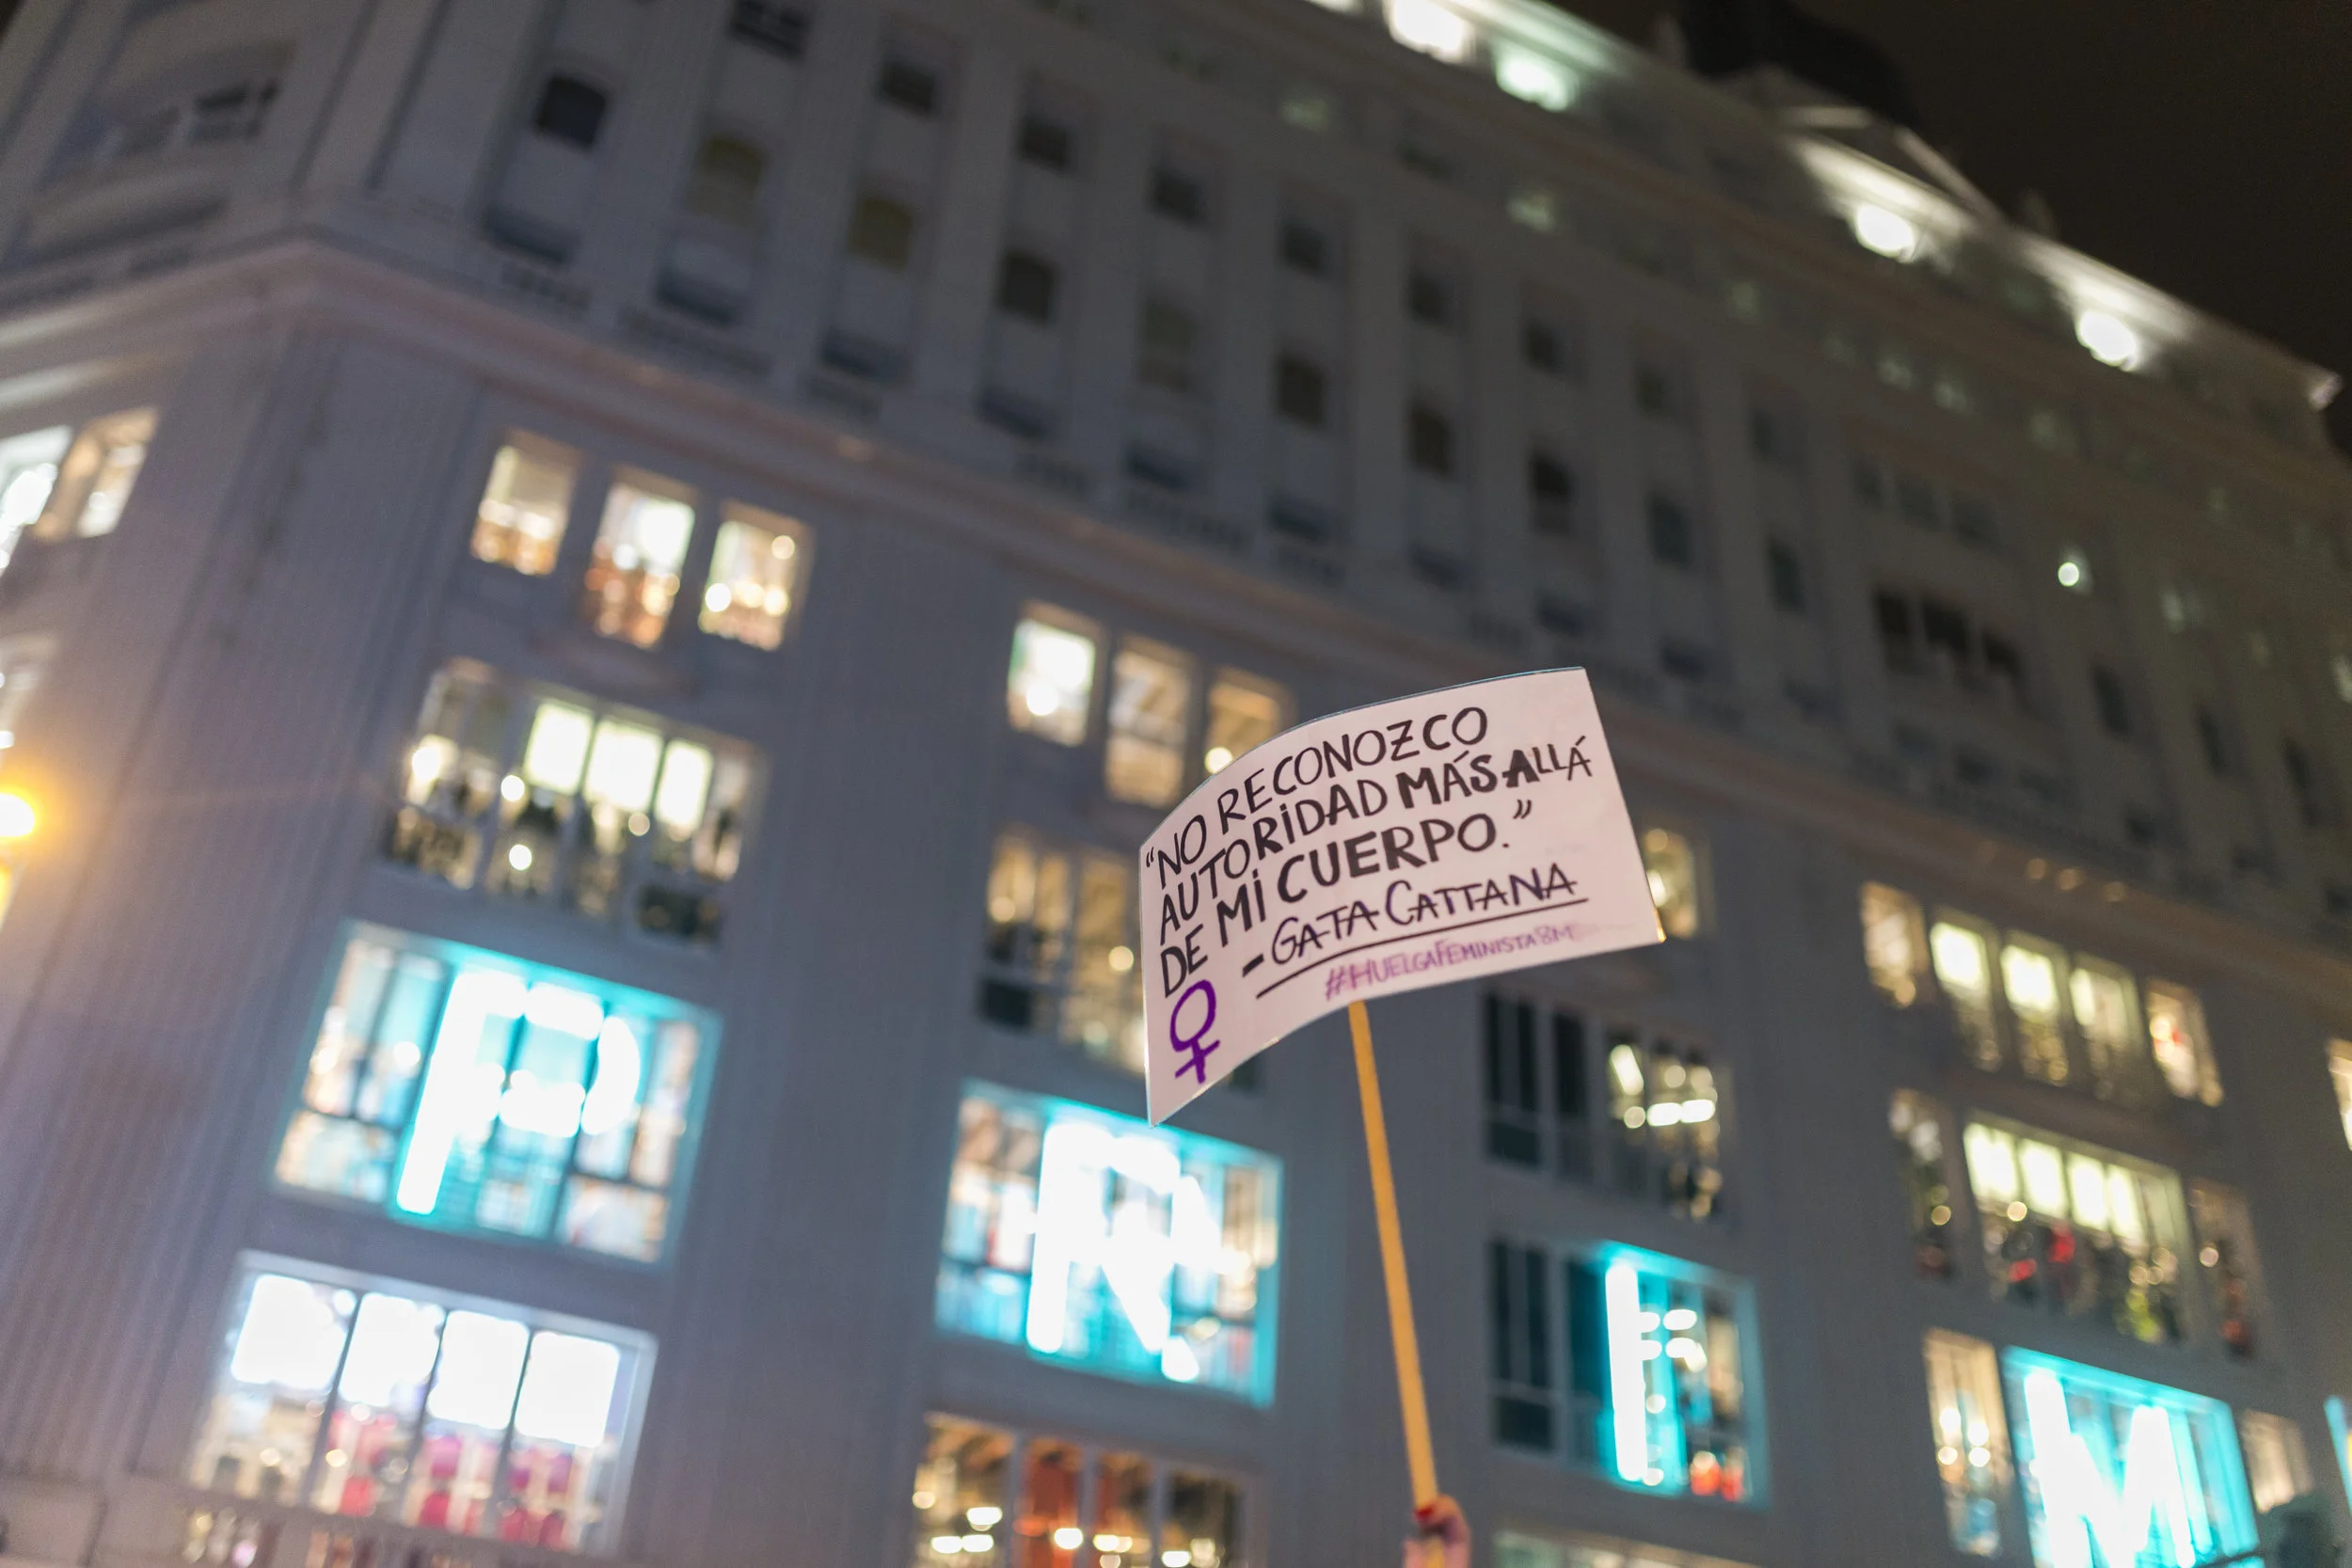 “NO RECONOZCO
AUTORIDAD MÁS ALLÁ
DE MI CUERPO.”
- GATA CATTANA
#HUELGAFEMINISTA8M
P
R
I
M